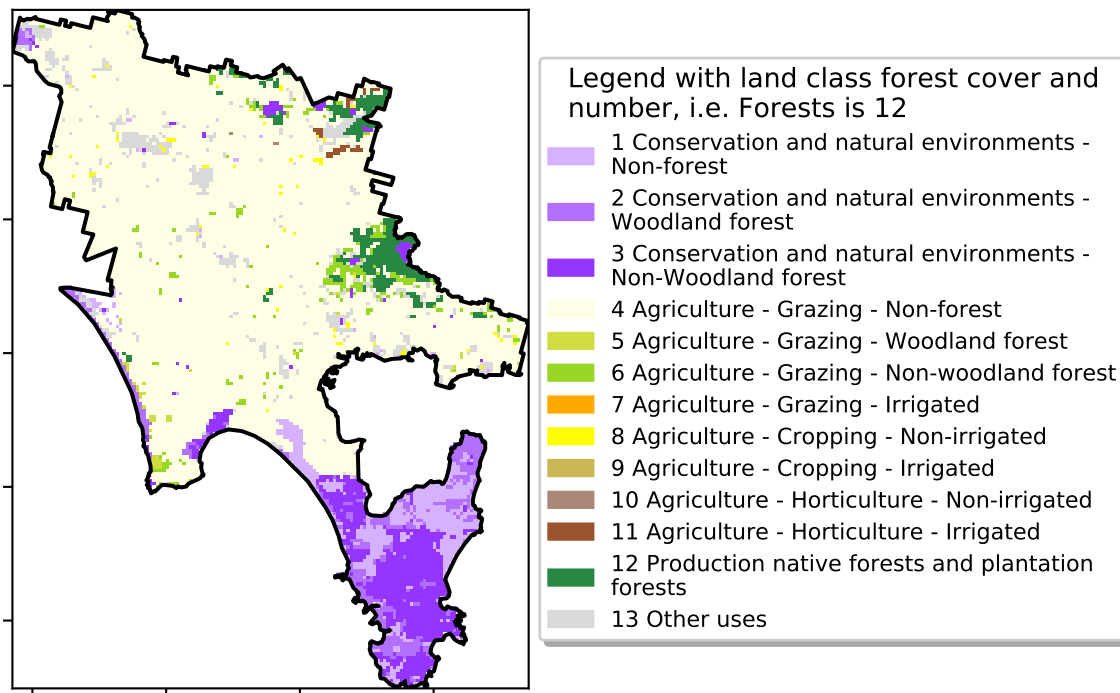 Legend with land class forest cover and
number, i.e. Forests is 12
1 Conservation and natural environments -
Non-forest
2 Conservation and natural environments -
Woodland forest
3 Conservation and natural environments -
Non-Woodland forest
4 Agriculture - Grazing - Non-forest
5 Agriculture - Grazing - Woodland forest
6 Agriculture - Grazing - Non-woodland forest
7 Agriculture - Grazing - Irrigated
8 Agriculture - Cropping - Non-irrigated
9 Agriculture - Cropping - Irrigated
10 Agriculture - Horticulture - Non-irrigated
11 Agriculture - Horticulture - Irrigated
12 Production native forests and plantation
forests
13 Other uses